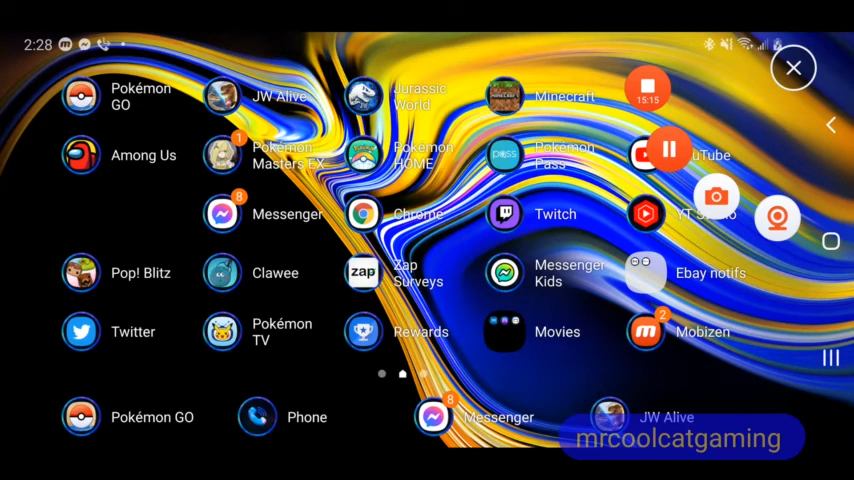 2:28
Pokémon
GO
JW Alive
Jurassic
World
Minecraft
15:15
Among Us
1
Pokémon
Masters EX
Pokémon
HOME
PASS
Pokémon
Pass
YouTube
8
Messenger
Chrome
Twitch
YT Studio
Pop! Blitz
Clawee
zap
Zap
Surveys
Messenger
Kids
Ebay notifs
Twitter
Pokémon
TV
Rewards
Movies
2
Mobizen
Pokémon GO
Phone
8
Messenger
JW Alive
mrcoolcatgaming